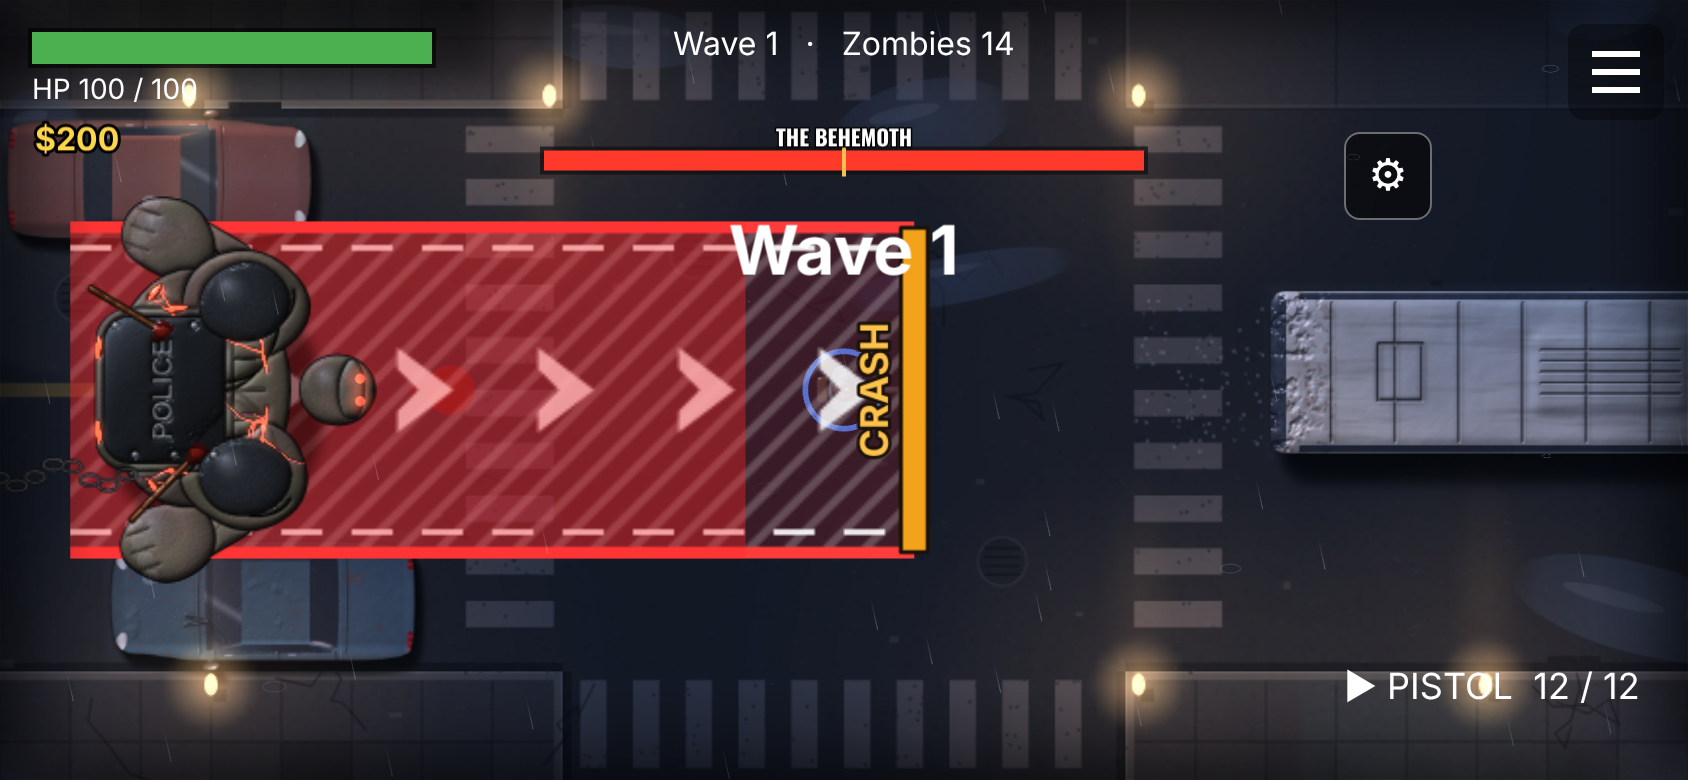 Wave 1 · Zombies 14
HP 100 / 100
$200
THE BEHEMOTH
Wave 1
POLICE
CRASH
PISTOL 12 / 12